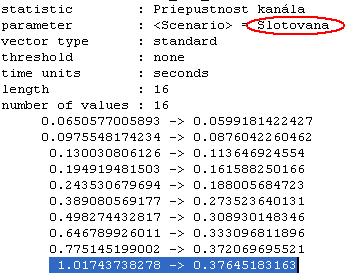 statistic : Priepustnost kanála
parameter : <Scenario> = Slotovana
vector type : standard
threshold : none
time units : seconds
length : 16
number of values : 16
0.0650577005893 -> 0.0599181422427
0.0975548174234 -> 0.0876042260462
0.130030806126 -> 0.113646924554
0.194919481503 -> 0.161588250166
0.243530679694 -> 0.188005684723
0.389080569177 -> 0.273523640131
0.498274432817 -> 0.308930148346
0.646789926011 -> 0.333096811896
0.775145199002 -> 0.372069695521
1.01743738278 -> 0.37645183163